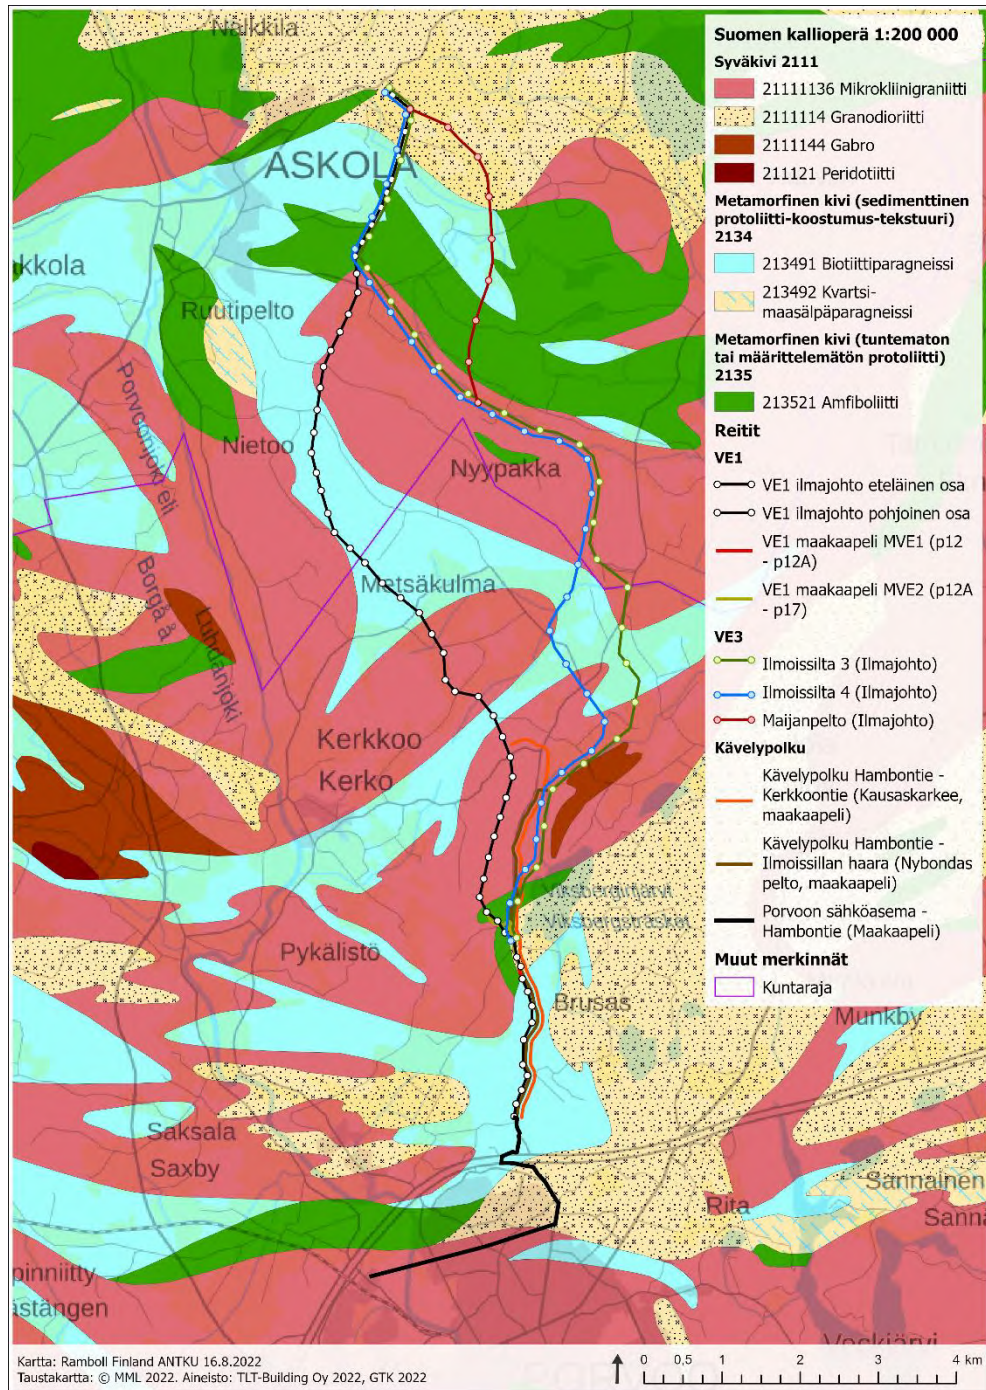 Nalkkila
ASKOLA
akkola
Ruutipelto
Porvoonjoki eli
Borgå å
Nietoo
Nyypakka
Metsäkulma
Luhdanjoki
Kerkkoo
Kerko
Pykälistö
Brusas
Munkby
Saksala
Saxby
Sannainen
Rita
Sanna
pinniitty
ästängen
Suomen kallioperä 1:200 000
Syväkivi 2111
21111136 Mikrokliinigraniitti
2111114 Granodioriitti
2111144 Gabro
211121 Peridotiitti
Metamorfinen kivi (sedimenttinen
protoliitti-koostumus-tekstuuri)
2134
213491 Biotiittiparagneissi
213492 Kvartsi-
maasälpäparagneissi
Metamorfinen kivi (tuntematon
tai määrittelemätön protoliitti)
2135
213521 Amfiboliitti
Reitit
VE1
VE1 ilmajohto eteläinen osa
VE1 ilmajohto pohjoinen osa
VE1 maakaapeli MVE1 (p12
- p12A)
VE1 maakaapeli MVE2 (p12A
- p17)
VE3
Ilmoissilta 3 (Ilmajohto)
Ilmoissilta 4 (Ilmajohto)
Maijanpelto (Ilmajohto)
Kävelypolku
Kävelypolku Hambontie -
Kerkkoontie (Kausaskarkee,
maakaapeli)
Kävelypolku Hambontie -
Ilmoissillan haara (Nybondas
pelto, maakaapeli)
Porvoon sähköasema -
Hambontie (Maakaapeli)
Muut merkinnät
Kuntaraja
Kartta: Ramboll Finland ANTKU 16.8.2022
Taustakartta: © MML 2022. Aineisto: TLT-Building Oy 2022, GTK 2022
0 0,5 1 2 3 4 km